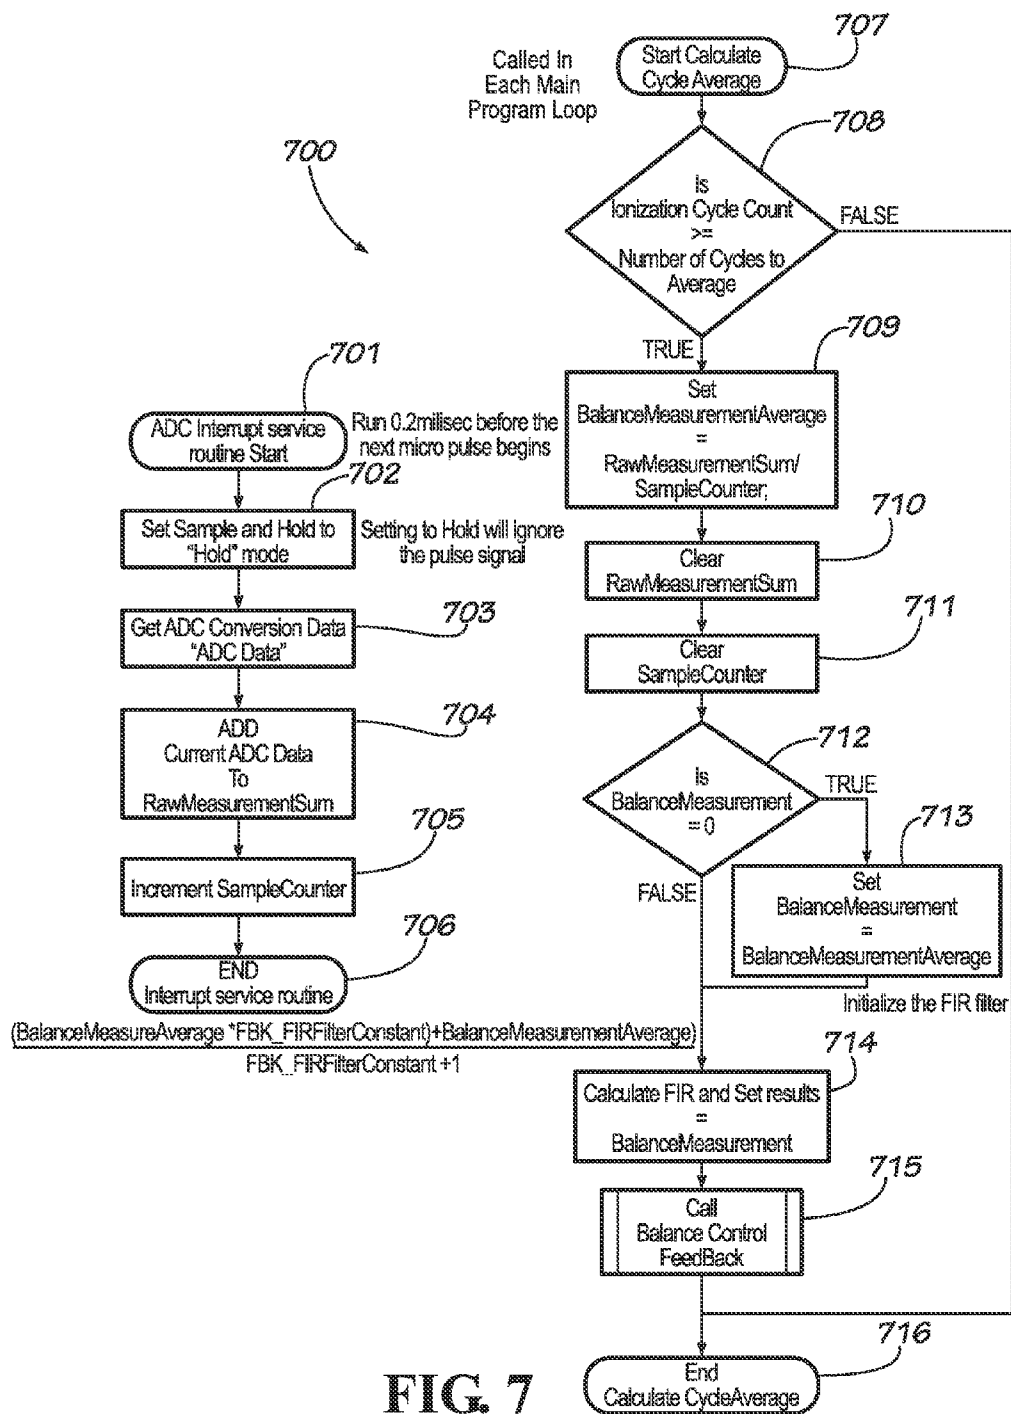 700
701
ADC Interrupt service
routine Start
Run 0.2milisec before the
next micro pulse begins
702
Set Sample and Hold to
"Hold" mode
Setting to Hold will ignore
the pulse signal
703
Get ADC Conversion Data
"ADC Data"
704
ADD
Current ADC Data
To
RawMeasurementSum
705
Increment SampleCounter
706
END
Interrupt service routine
Called In
Each Main
Program Loop
707
Start Calculate
Cycle Average
708
Is
Ionization Cycle Count
>=
Number of Cycles to
Average
FALSE
TRUE
709
Set
BalanceMeasurementAverage
=
RawMeasurementSum/
SampleCounter;
710
Clear
RawMeasurementSum
711
Clear
SampleCounter
712
Is
BalanceMeasurement
= 0
TRUE
FALSE
713
Set
BalanceMeasurement
=
BalanceMeasurementAverage
Initialize the FIR filter
(BalanceMeasureAverage *FBK_FIRFilterConstant)+BalanceMeasurementAverage)
FBK_FIRFilterConstant +1
714
Calculate FIR and Set results
=
BalanceMeasurement
715
Call
Balance Control
FeedBack
716
End
Calculate CycleAverage
FIG. 7